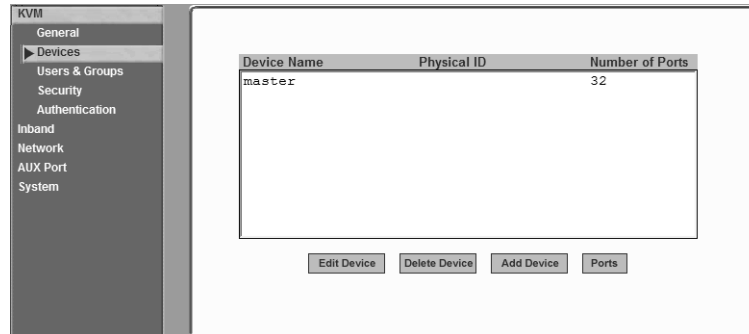 KVM
General
Devices
Users & Groups
Security
Authentication
Inband
Network
AUX Port
System
Device Name Physical ID Number of Ports
master 32
Edit Device Delete Device Add Device Ports